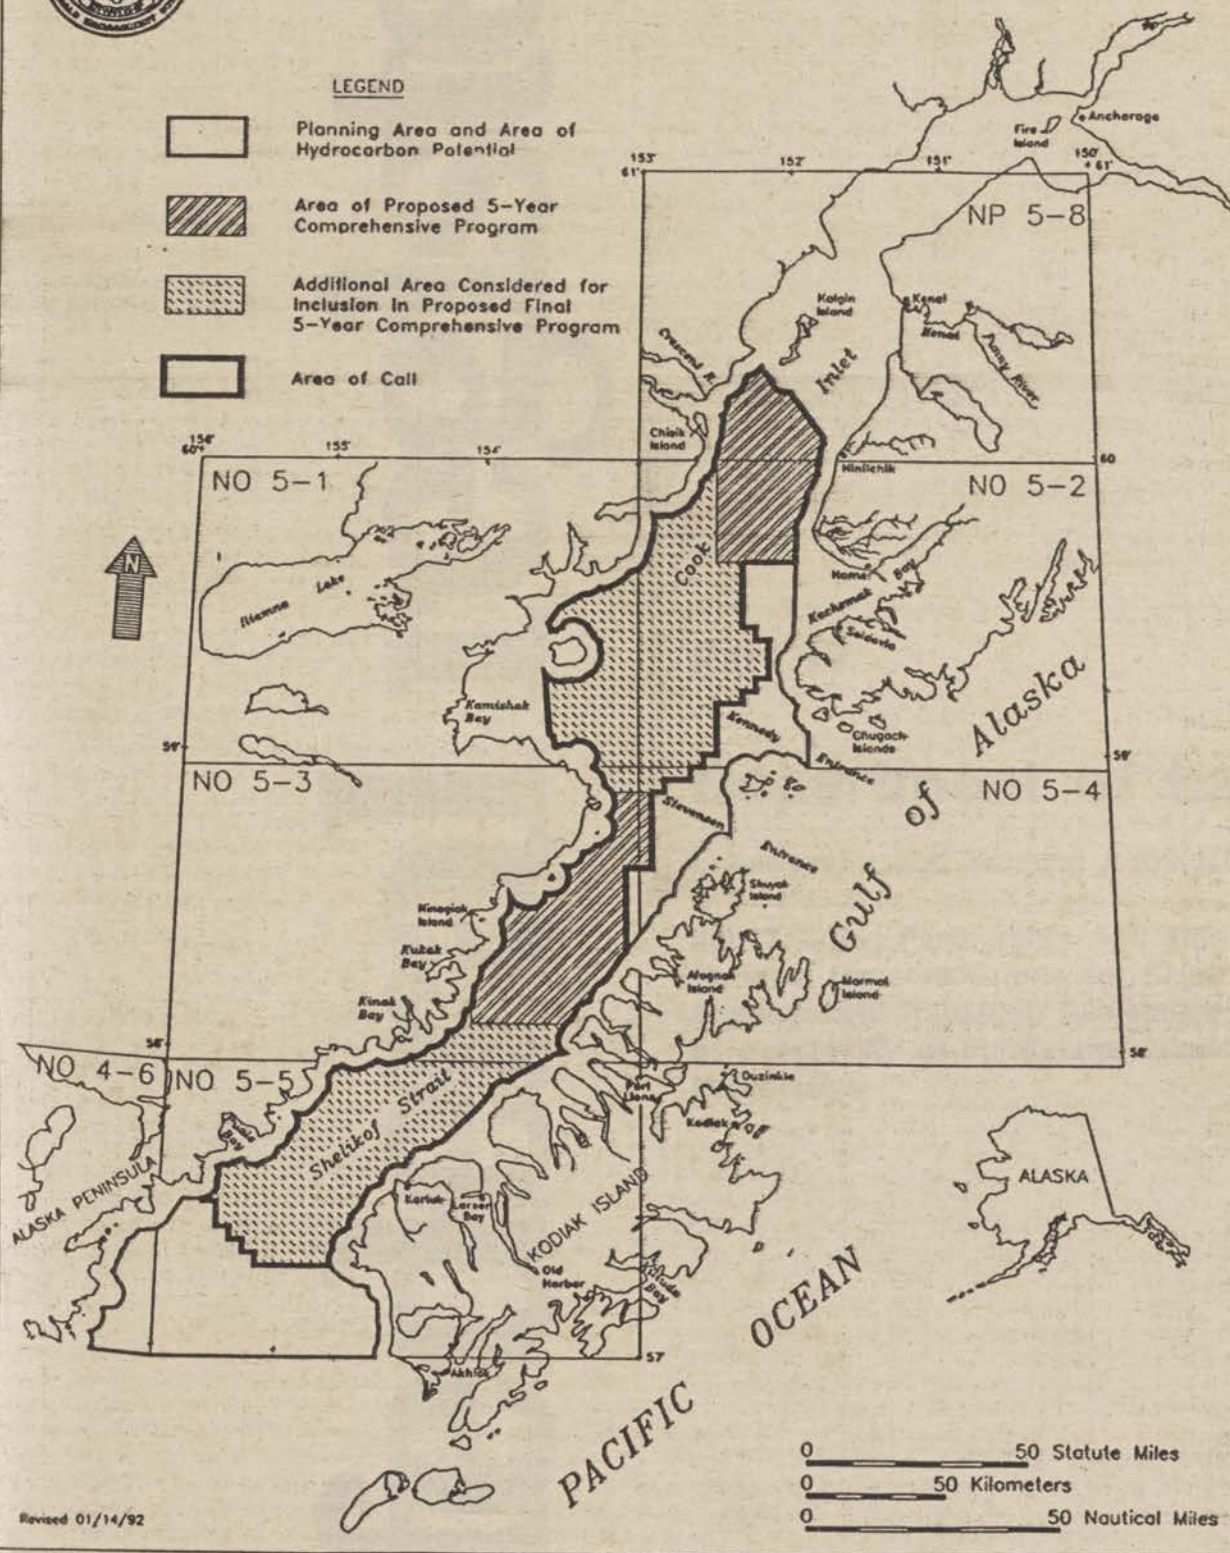 LEGEND
Planning Area and Area of
Hydrocarbon Potential
Area of Proposed 5-Year
Comprehensive Program
Additional Area Considered for
Inclusion in Proposed Final
5-Year Comprehensive Program
Area of Call
Anchorage
Fire
Island
153°
61°
152°
151°
150°
61°
NP 5-8
Kalgin
Island
Kenai
Kenai
Funny River
Inlet
Crescent R.
Chisik
Island
Ninilchik
156°
60°
155°
154°
60
NO 5-1
NO 5-2
N
Iliamna Lake
Cook
Homer
Kachemak Bay
Seldovia
Kamishak
Bay
Kennedy
Entrance
Chugach
Islands
Gulf of Alaska
59°
59°
NO 5-3
NO 5-4
Stevenson
Entrance
Shuyak
Island
Ninagiak
Island
Kukak
Bay
Afognak
Island
Marmot
Island
Kinak
Bay
58°
58°
NO 4-6
NO 5-5
Bay
Port
Lions
Ouzinkie
Kodiak
Shelikof Strait
ALASKA PENINSULA
ALASKA
Karluk
Larsen
Bay
KODIAK ISLAND
Old
Harbor
Bay
57°
Akhiok
PACIFIC OCEAN
0 50 Statute Miles
0 50 Kilometers
0 50 Nautical Miles
Revised 01/14/92